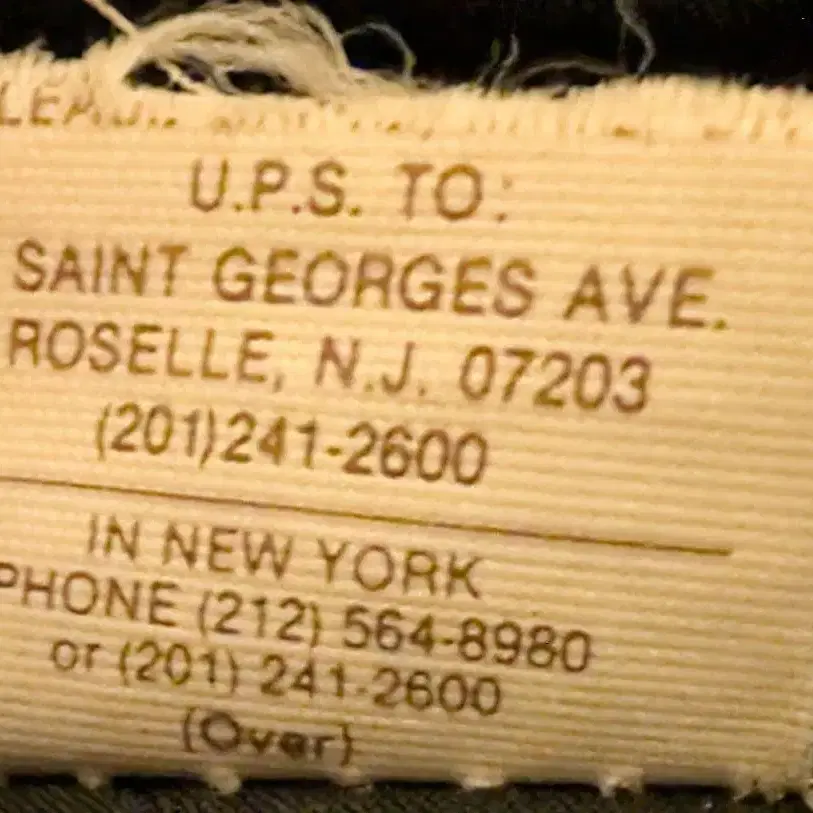 U.P.S. TO:
SAINT GEORGES AVE.
ROSELLE, N.J. 07203
(201)241-2600
IN NEW YORK
PHONE (212) 564-8980
or (201) 241-2600
(Over)